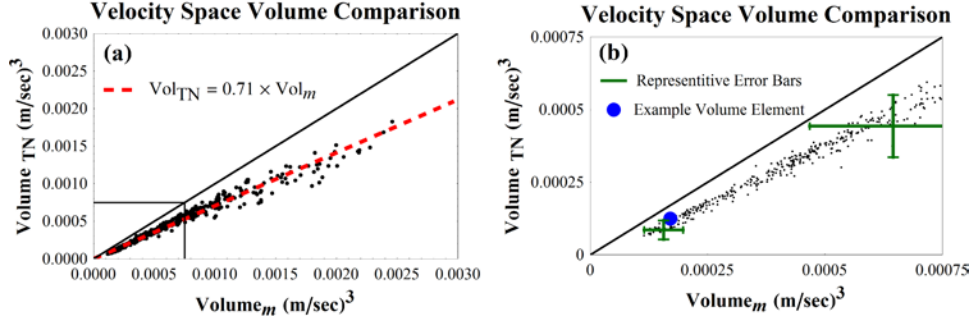 Velocity Space Volume Comparison
(a)
Vol_TN = 0.71 × Vol_m
Volume TN (m/sec)^3
0.0030
0.0025
0.0020
0.0015
0.0010
0.0005
0.0000
0.0000 0.0005 0.0010 0.0015 0.0020 0.0025 0.0030
Volume_m (m/sec)^3
Velocity Space Volume Comparison
(b)
Representitive Error Bars
Example Volume Element
Volume TN (m/sec)^3
0.00075
0.0005
0.00025
0
0 0.00025 0.0005 0.00075
Volume_m (m/sec)^3